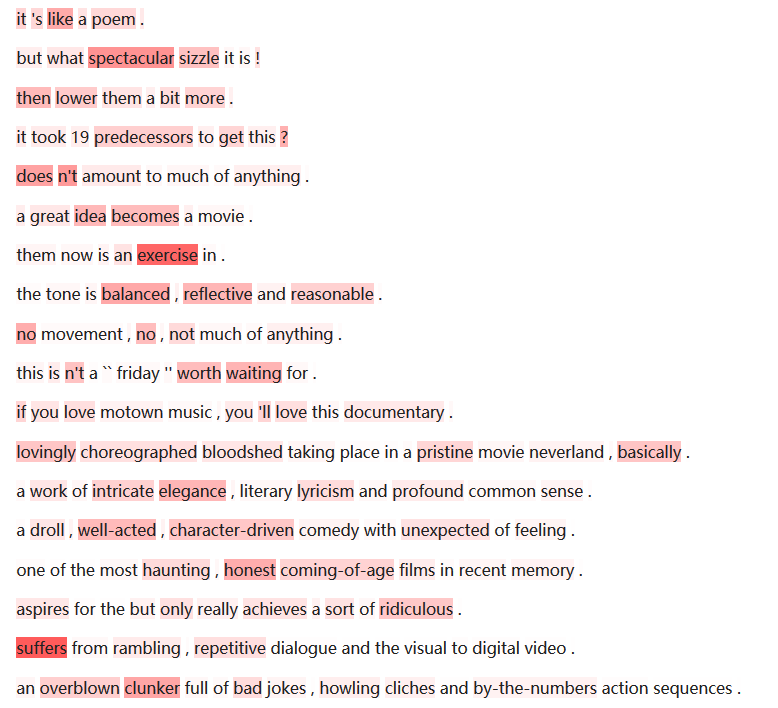 it 's like a poem .
but what spectacular sizzle it is !
then lower them a bit more .
it took 19 predecessors to get this ?
does n't amount to much of anything .
a great idea becomes a movie .
them now is an exercise in .
the tone is balanced , reflective and reasonable .
no movement , no , not much of anything .
this is n't a `` friday '' worth waiting for .
if you love motown music , you 'll love this documentary .
lovingly choreographed bloodshed taking place in a pristine movie neverland , basically .
a work of intricate elegance , literary lyricism and profound common sense .
a droll , well-acted , character-driven comedy with unexpected of feeling .
one of the most haunting , honest coming-of-age films in recent memory .
aspires for the but only really achieves a sort of ridiculous .
suffers from rambling , repetitive dialogue and the visual to digital video .
an overblown clunker full of bad jokes , howling cliches and by-the-numbers action sequences .